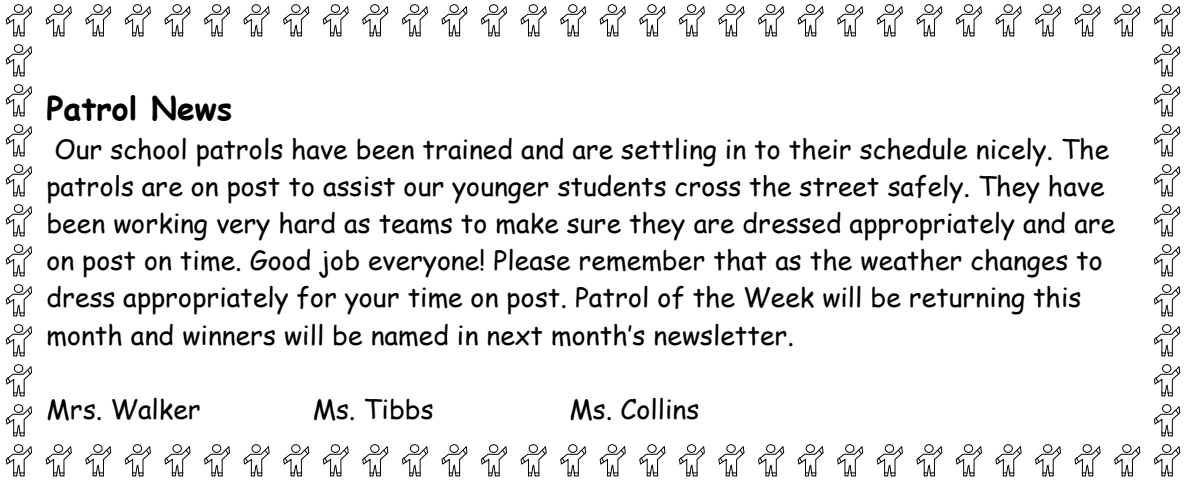 Patrol News
Our school patrols have been trained and are settling in to their schedule nicely. The
patrols are on post to assist our younger students cross the street safely. They have
been working very hard as teams to make sure they are dressed appropriately and are
on post on time. Good job everyone! Please remember that as the weather changes to
dress appropriately for your time on post. Patrol of the Week will be returning this
month and winners will be named in next month's newsletter.
Mrs. Walker Ms. Tibbs Ms. Collins